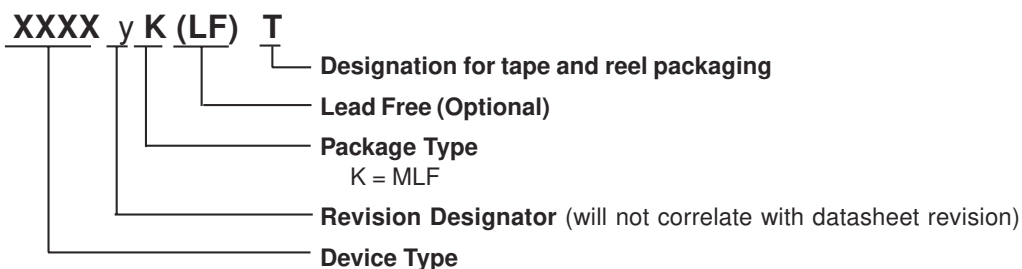 XXXX y K (LF) T
Designation for tape and reel packaging
Lead Free (Optional)
Package Type
K = MLF
Revision Designator (will not correlate with datasheet revision)
Device Type